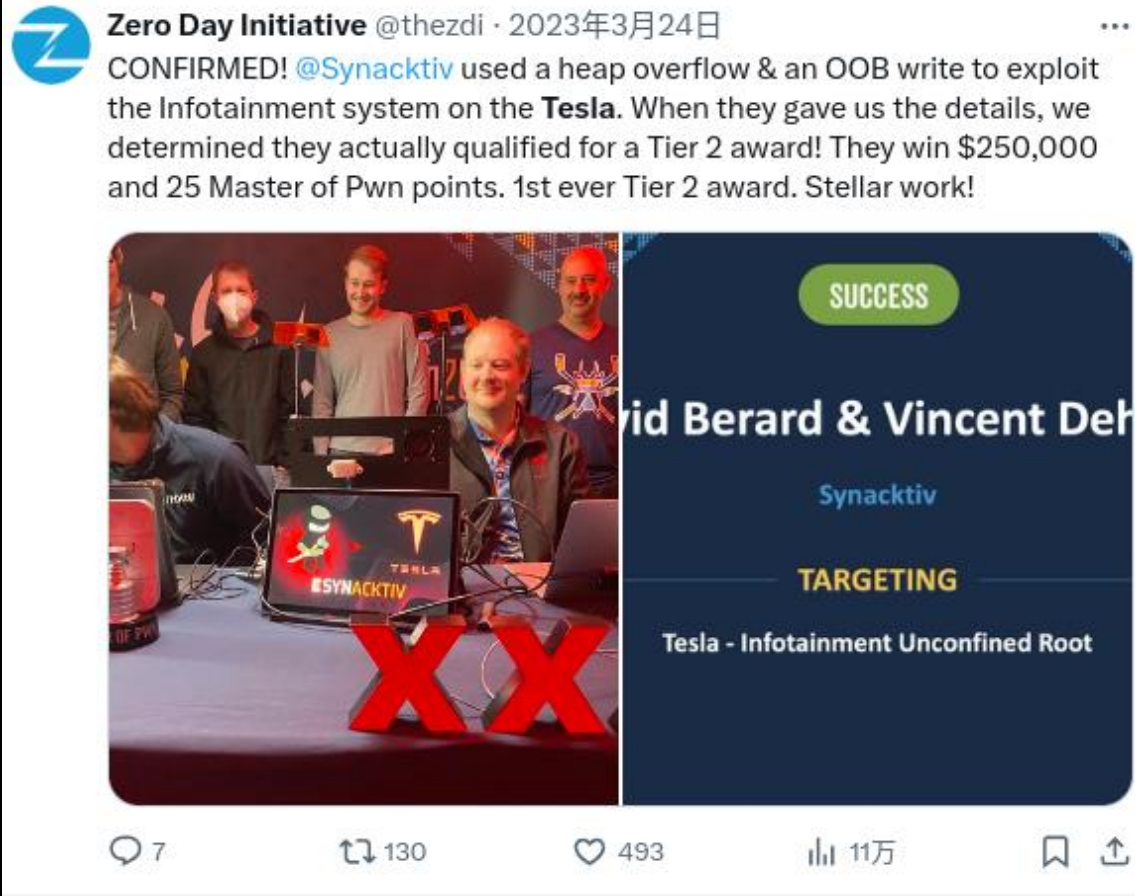 Zero Day Initiative @thezdi · 2023年3月24日
CONFIRMED! @Synacktiv used a heap overflow & an OOB write to exploit
the Infotainment system on the Tesla. When they gave us the details, we
determined they actually qualified for a Tier 2 award! They win $250,000
and 25 Master of Pwn points. 1st ever Tier 2 award. Stellar work!
TESLA
SYNACKTIV
OF PW
XX
SUCCESS
vid Berard & Vincent Deh
Synacktiv
TARGETING
Tesla - Infotainment Unconfined Root
7 130 493 11万